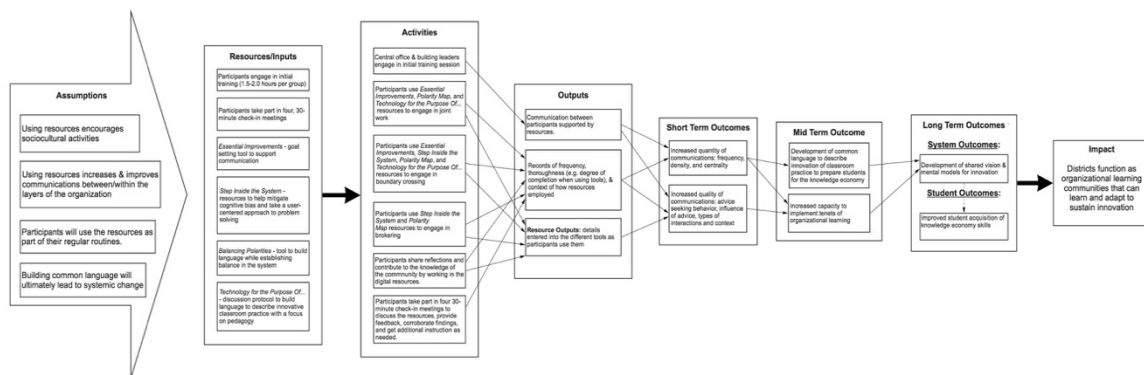 Assumptions
Using resources encourages
sociocultural activities
Using resources increases & improves
communications between/within the
layers of the organization
Participants will use the resources as
part of their regular routines.
Building common language will
ultimately lead to systemic change
Resources/Inputs
Participants engage in initial
training (1.5-2.0 hours per group)
Participants take part in four, 30-
minute check-in meetings
Essential Improvements - goal
setting tool to support
communication
Step Inside the System -
resources to help mitigate
cognitive bias and take a user-
centered approach to problem
solving
Balancing Polarities - tool to build
language while establishing
balance in the system
Technology for the Purpose Of...
- discussion protocol to build
language to describe innovative
classroom practice with a focus
on pedagogy
Activities
Central office & building leaders
engage in initial training session
Participants use Essential
Improvements, Polarity Map, and
Technology for the Purpose Of...
resources to engage in joint
work
Participants use Essential
Improvements, Step Inside the
System, Polarity Map, and
Technology for the Purpose Of...
resources to engage in
boundary crossing
Participants use Step Inside the
System and Polarity
Map resources to engage in
brokering
Participants share reflections and
contribute to the knowledge of
the community by working in the
digital resources.
Participants take part in four 30-
minute check-in meetings to
discuss the resources, provide
feedback, corroborate findings,
and get additional instruction as
needed.
Outputs
Communication between
participants supported by
resources.
Records of frequency,
thoroughness (e.g. degree of
completion when using tools), &
context of how resources
employed
Resource Outputs: details
entered into the different tools as
participants use them
Short Term Outcomes
Increased quantity of
communications: frequency,
density, and centrality
Increased quality of
communications: advice
seeking behavior, influence
of advice, types of
interactions and context
Mid Term Outcome
Development of common
language to describe
innovation of classroom
practice to prepare students
for the knowledge economy
Increased capacity to
implement tenets of
organizational learning
Long Term Outcomes
System Outcomes:
Development of shared vision &
mental models for innovation
Student Outcomes:
Improved student acquisition of
knowledge economy skills
Impact
Districts function as
organizational learning
communities that can
learn and adapt to
sustain innovation